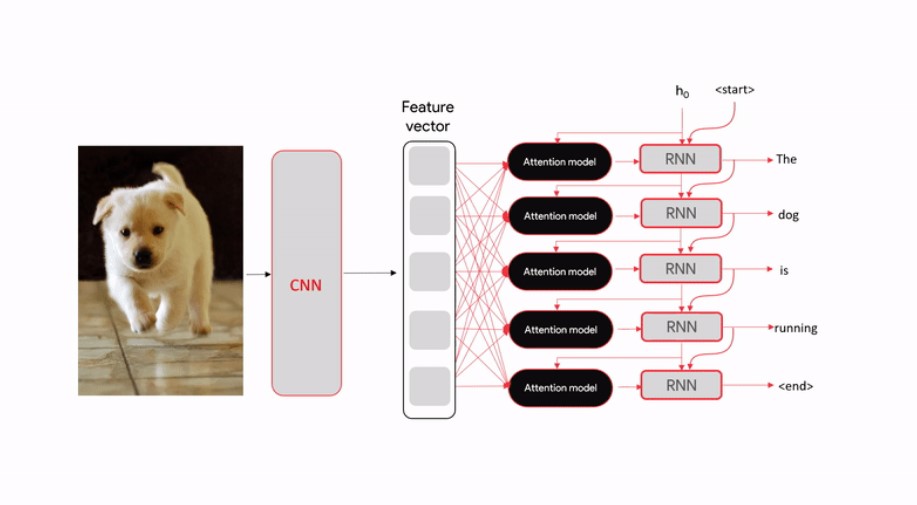 h₀ <start>
Feature
vector
CNN
Attention model RNN The
Attention model RNN dog
Attention model RNN is
Attention model RNN running
Attention model RNN <end>